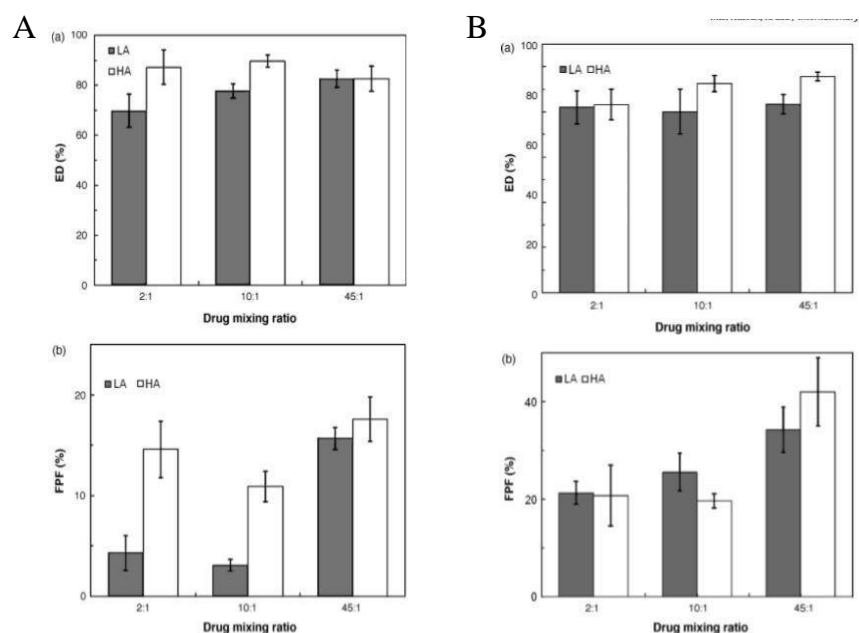 A
(a)
LA
HA
100
80
60
40
20
0
ED (%)
2:1 10:1 45:1
Drug mixing ratio
(b)
LA HA
20
10
0
FPF (%)
2:1 10:1 45:1
Drug mixing ratio
B
(a)
LA HA
100
80
60
40
20
0
ED (%)
2:1 10:1 45:1
Drug mixing ratio
(b)
LA HA
40
20
0
FPF (%)
2:1 10:1 45:1
Drug mixing ratio